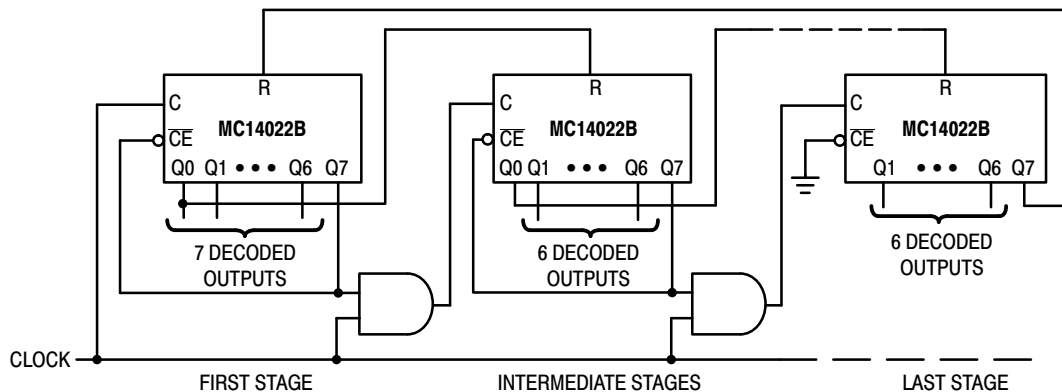 R R R
C C C
MC14022B MC14022B MC14022B
CE CE CE
Q0 Q1 • • • Q6 Q7 Q0 Q1 • • • Q6 Q7 Q1 • • • Q6 Q7
7 DECODED
OUTPUTS
6 DECODED
OUTPUTS
6 DECODED
OUTPUTS
CLOCK
FIRST STAGE INTERMEDIATE STAGES LAST STAGE